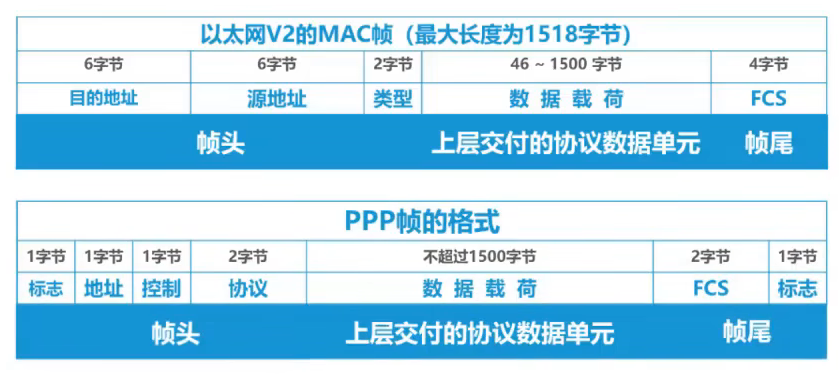 以太网V2的MAC帧（最大长度为1518字节）
6字节 6字节 2字节 46 ~ 1500 字节 4字节
目的地址 源地址 类型 数 据 载 荷 FCS
帧头 上层交付的协议数据单元 帧尾
PPP帧的格式
1字节 1字节 1字节 2字节 不超过1500字节 2字节 1字节
标志 地址 控制 协议 数 据 载 荷 FCS 标志
帧头 上层交付的协议数据单元 帧尾